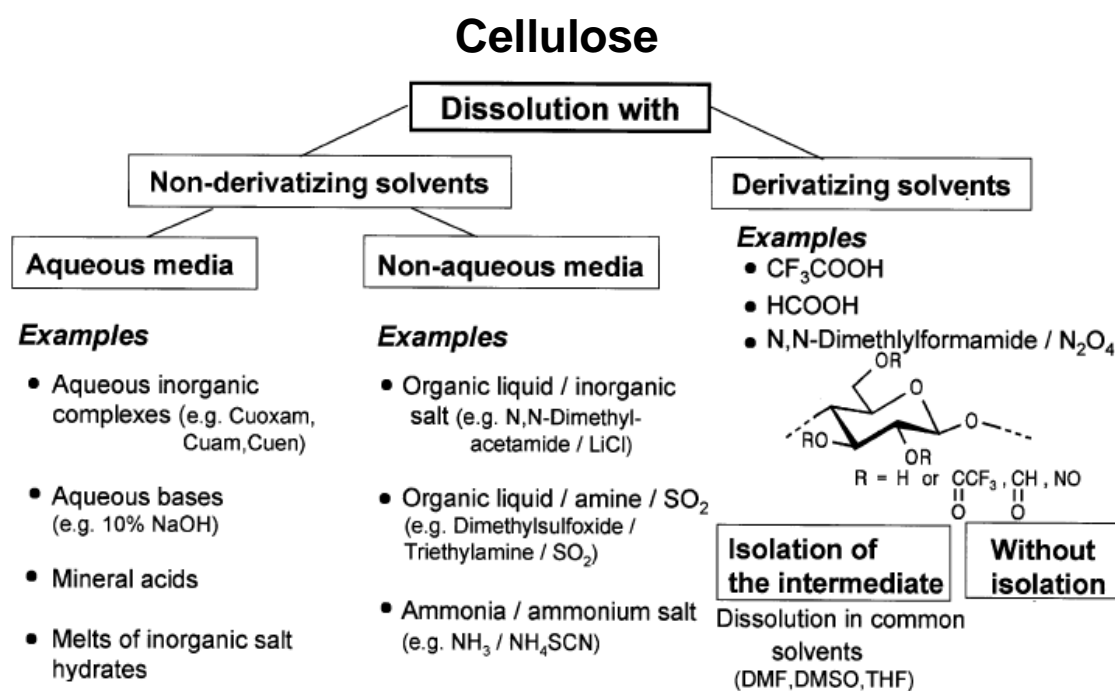 Cellulose
Dissolution with
Non-derivatizing solvents
Derivatizing solvents
Aqueous media
Non-aqueous media
Examples
• Aqueous inorganic
complexes (e.g. Cuoxam,
Cuam,Cuen)
• Aqueous bases
(e.g. 10% NaOH)
• Mineral acids
• Melts of inorganic salt
hydrates
Examples
• Organic liquid / inorganic
salt (e.g. N,N-Dimethyl-
acetamide / LiCl)
• Organic liquid / amine / SO₂
(e.g. Dimethylsulfoxide /
Triethylamine / SO₂)
• Ammonia / ammonium salt
(e.g. NH₃ / NH₄SCN)
Examples
• CF₃COOH
• HCOOH
• N,N-Dimethlylformamide / N₂O₄
OR
O
O
RO
OR
R = H or CCF₃ , CH , NO
O O
Isolation of
the intermediate
Without
isolation
Dissolution in common
solvents
(DMF,DMSO,THF)